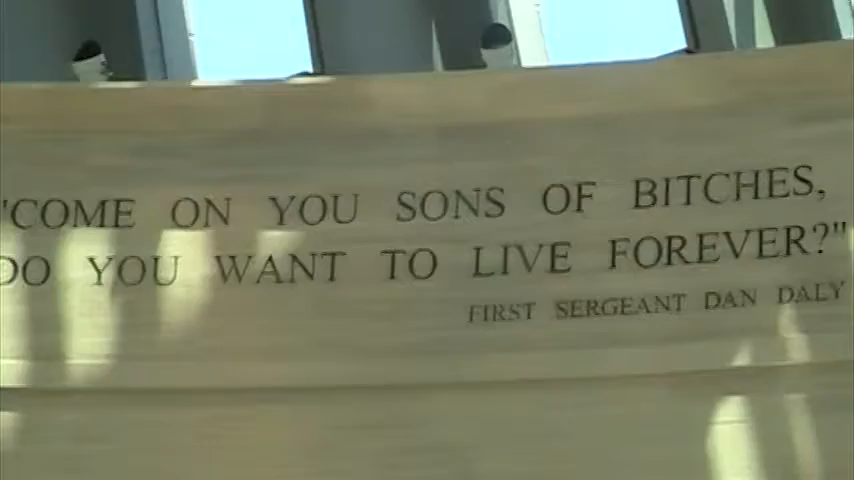 "COME ON YOU SONS OF BITCHES,
DO YOU WANT TO LIVE FOREVER?"
FIRST SERGEANT DAN DALY